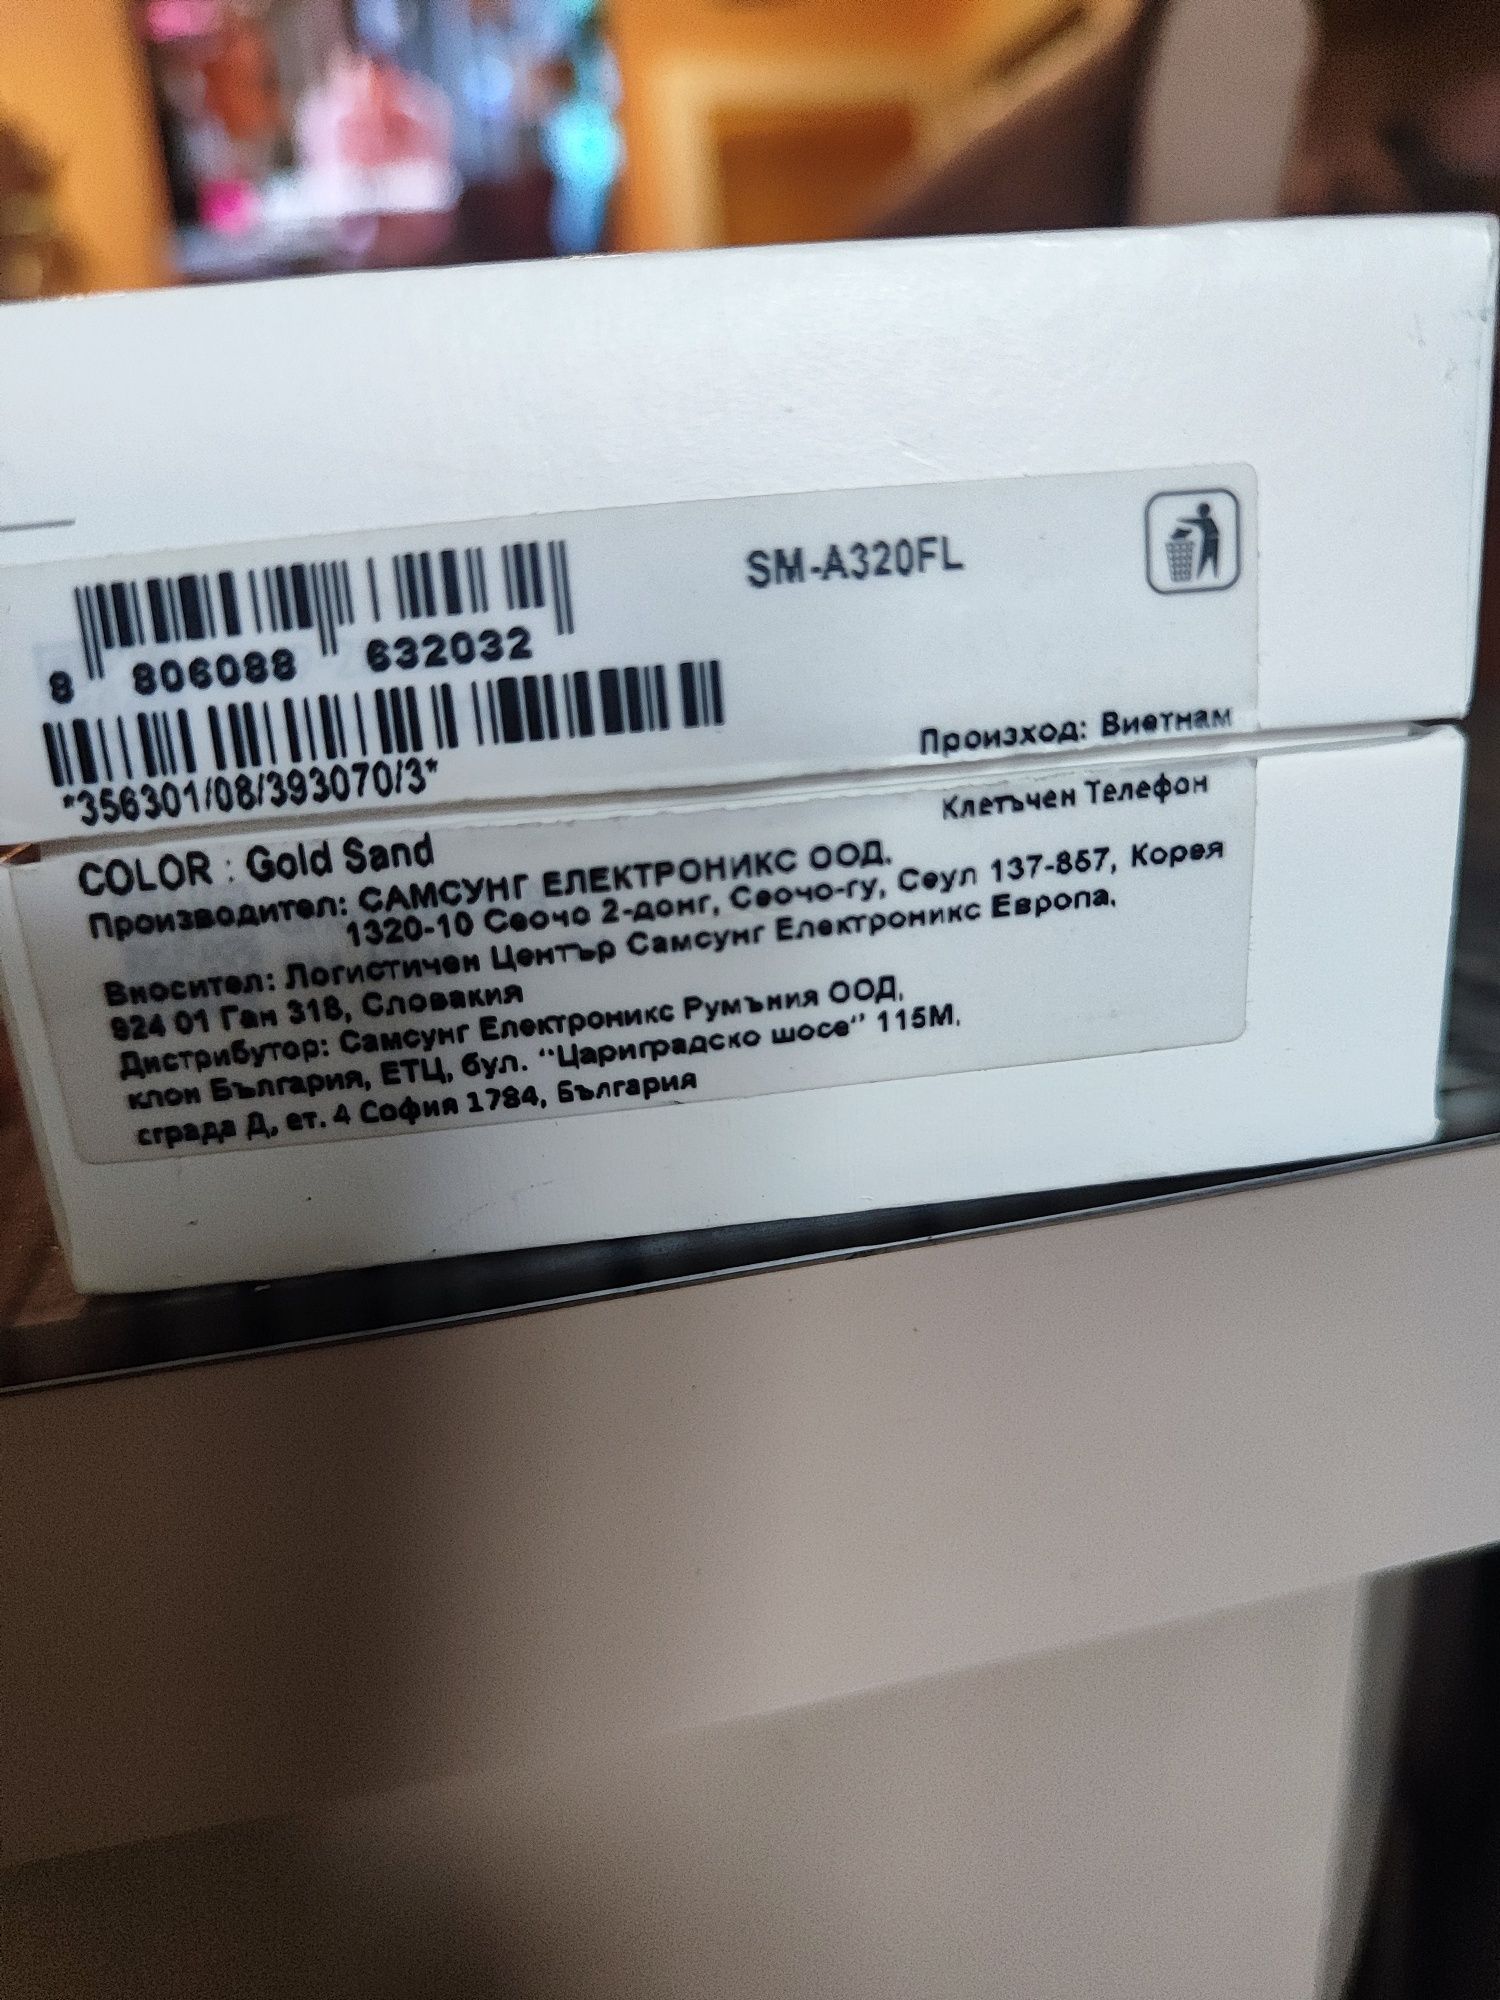 SM-A320FL
8 806088 632032
*356301/08/393070/3*
Произход: Виетнам
Клетъчен Телефон
COLOR : Gold Sand
Производител: САМСУНГ ЕЛЕКТРОНИКС ООД,
1320-10 Сеочо 2-донг, Сеочо-гу, Сеул 137-857, Корея
Вносител: Логистичен Център Самсунг Електроникс Европа,
924 01 Ган 318, Словакия
Дистрибутор: Самсунг Електроникс Румъния ООД,
клон България, ЕТЦ, бул. "Цариградско шосе" 115М,
сграда Д, ет. 4 София 1784, България